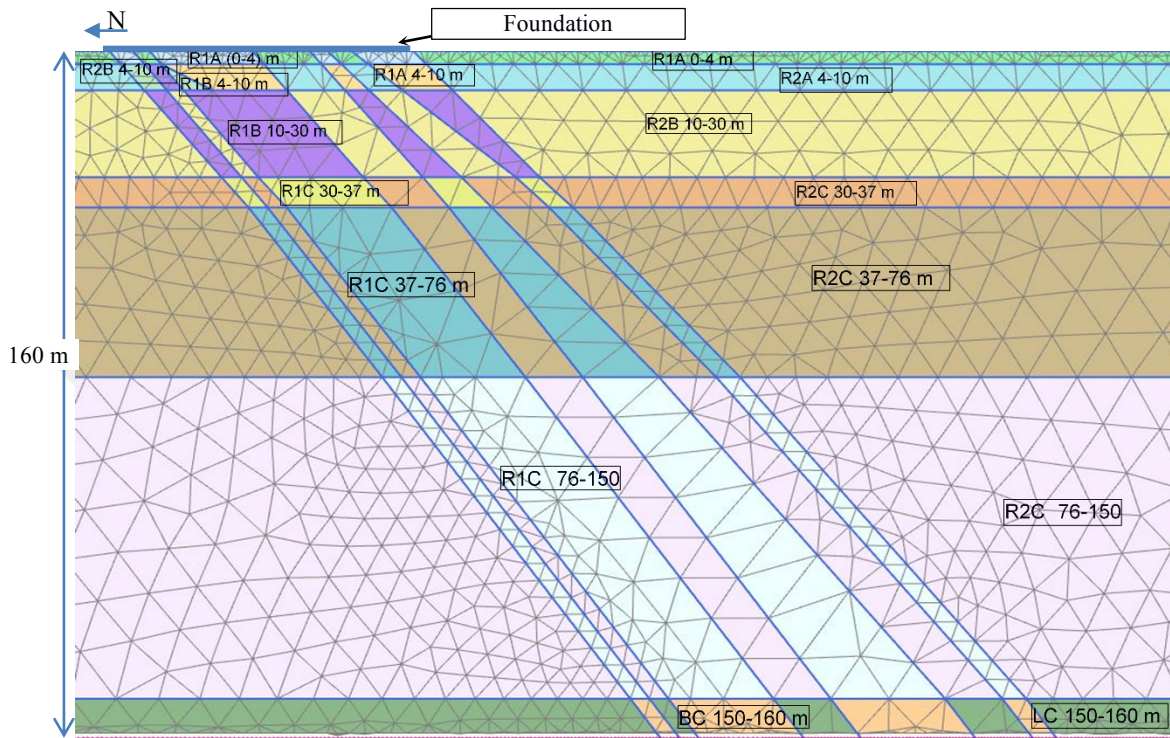 N
Foundation
R1A (0-4) m
R1A 0-4 m
R2B 4-10 m
R1B 4-10 m
R1A 4-10 m
R2A 4-10 m
R1B 10-30 m
R2B 10-30 m
R1C 30-37 m
R2C 30-37 m
R1C 37-76 m
R2C 37-76 m
160 m
R1C 76-150
R2C 76-150
BC 150-160 m
LC 150-160 m